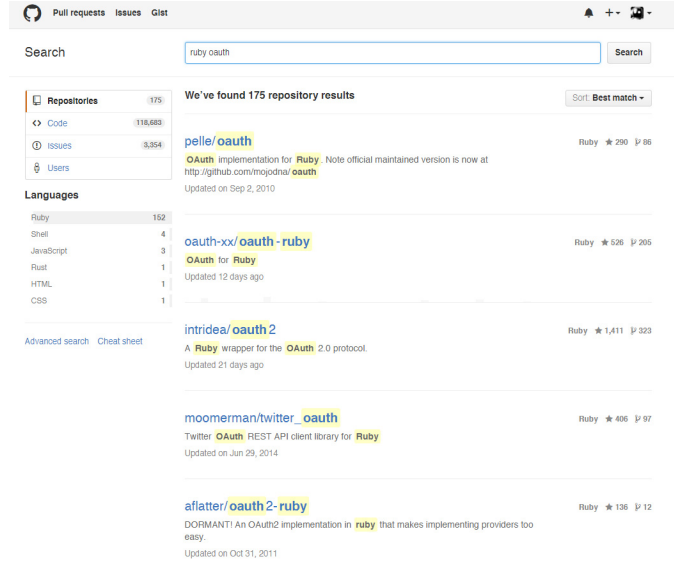 Pull requests Issues Gist
Search
ruby oauth
Search
Repositories 175
Code 118,683
Issues 3,354
Users
Languages
Ruby 152
Shell 4
JavaScript 3
Rust 1
HTML 1
CSS 1
Advanced search Cheat sheet
We've found 175 repository results
Sort: Best match
pelle/oauth
Ruby 290 86
OAuth implementation for Ruby. Note official maintained version is now at
http://github.com/mojodna/oauth
Updated on Sep 2, 2010
oauth-xx/oauth-ruby
Ruby 526 205
OAuth for Ruby
Updated 12 days ago
intridea/oauth2
Ruby 1,411 323
A Ruby wrapper for the OAuth 2.0 protocol.
Updated 21 days ago
moomerman/twitter_oauth
Ruby 406 97
Twitter OAuth REST API client library for Ruby
Updated on Jun 29, 2014
aflatter/oauth2-ruby
Ruby 136 12
DORMANT! An OAuth2 implementation in ruby that makes implementing providers too
easy.
Updated on Oct 31, 2011